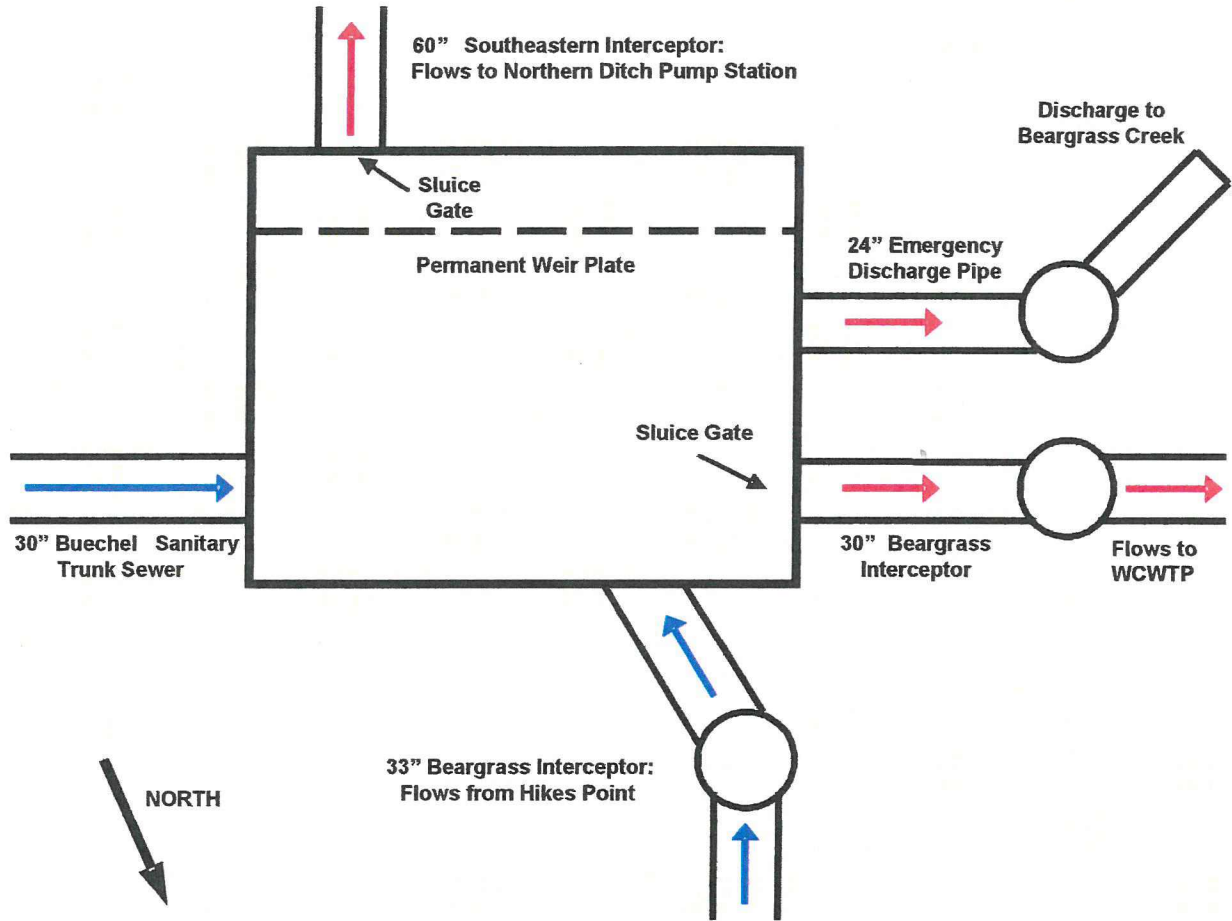 60” Southeastern Interceptor:
Flows to Northern Ditch Pump Station
Discharge to
Beargrass Creek
Sluice
Gate
Permanent Weir Plate
24” Emergency
Discharge Pipe
Sluice Gate
30” Buechel Sanitary
Trunk Sewer
30” Beargrass
Interceptor
Flows to
WCWTP
33” Beargrass Interceptor:
Flows from Hikes Point
NORTH